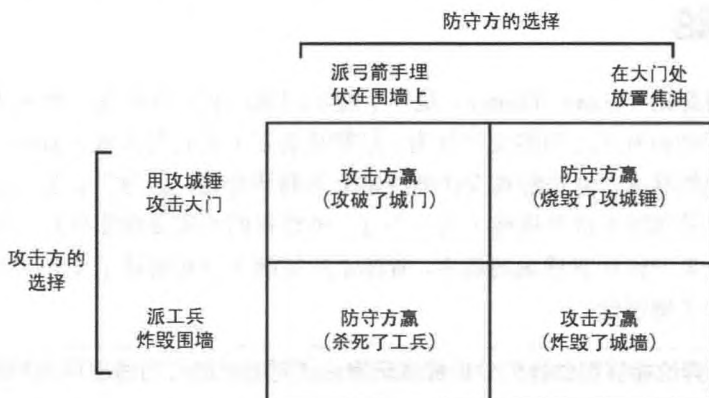 防守方的选择
派弓箭手埋
伏在围墙上
在大门处
放置焦油
攻击方的
选择
用攻城锤
攻击大门
攻击方赢
(攻破了城门)
防守方赢
(烧毁了攻城锤)
派工兵
炸毁围墙
防守方赢
(杀死了工兵)
攻击方赢
(炸毁了城墙)